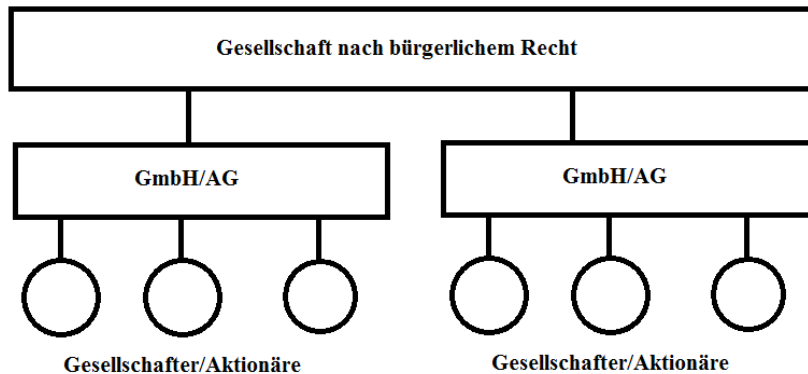 Gesellschaft nach bürgerlichem Recht
GmbH/AG
GmbH/AG
Gesellschafter/Aktionäre
Gesellschafter/Aktionäre